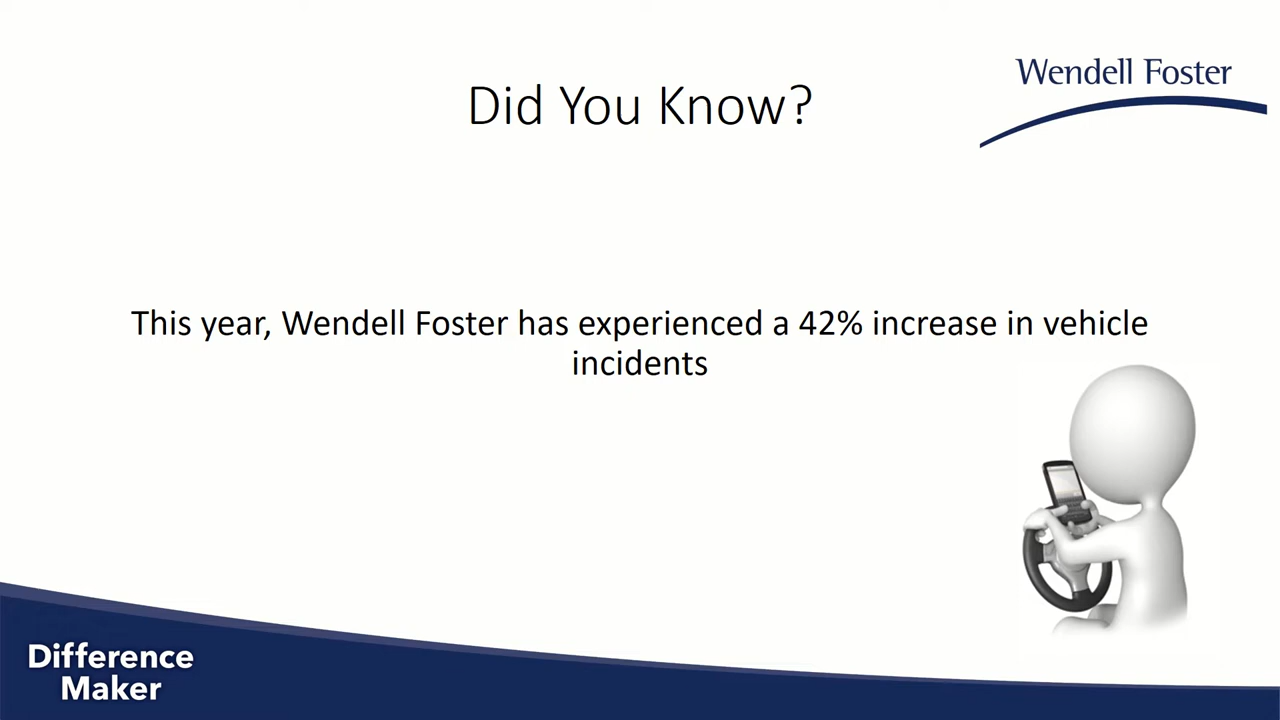 Wendell Foster
Did You Know?
This year, Wendell Foster has experienced a 42% increase in vehicle
incidents
Difference
Maker